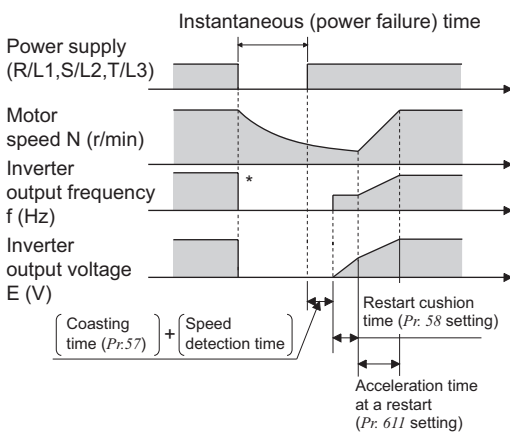 Instantaneous (power failure) time
Power supply
(R/L1,S/L2,T/L3)
Motor
speed N (r/min)
Inverter
output frequency
f (Hz)
*
Inverter
output voltage
E (V)
Coasting
time (Pr.57)
+
Speed
detection time
Restart cushion
time (Pr. 58 setting)
Acceleration time
at a restart
(Pr. 611 setting)